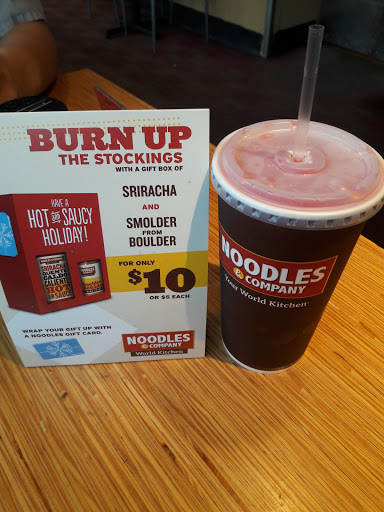 BURN UP
THE STOCKINGS
WITH A GIFT BOX OF
SRIRACHA
AND
SMOLDER
FROM
BOULDER
FOR ONLY
$10
OR $5 EACH
HAVE A
HOT AND SAUCY
HOLIDAY!
WRAP YOUR GIFT UP WITH
A NOODLES GIFT CARD.
NOODLES
& COMPANY
World Kitchen
NOODLES
& COMPANY
Your World Kitchen